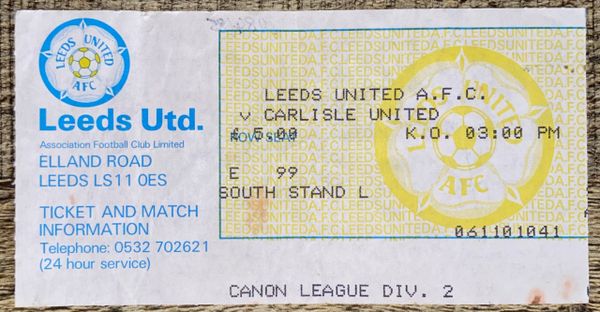 LEEDS UNITED
AFC
Leeds Utd.
Association Football Club Limited
ELLAND ROAD
LEEDS LS11 0ES
TICKET AND MATCH
INFORMATION
Telephone: 0532 702621
(24 hour service)
LEEDS UNITED A.F.C.
V CARLISLE UNITED
£ 5.00 K.O. 03:00 PM
ROW SEAT
E 99
SOUTH STAND L
LEEDS UNITED
AFC
061101041
CANON LEAGUE DIV. 2